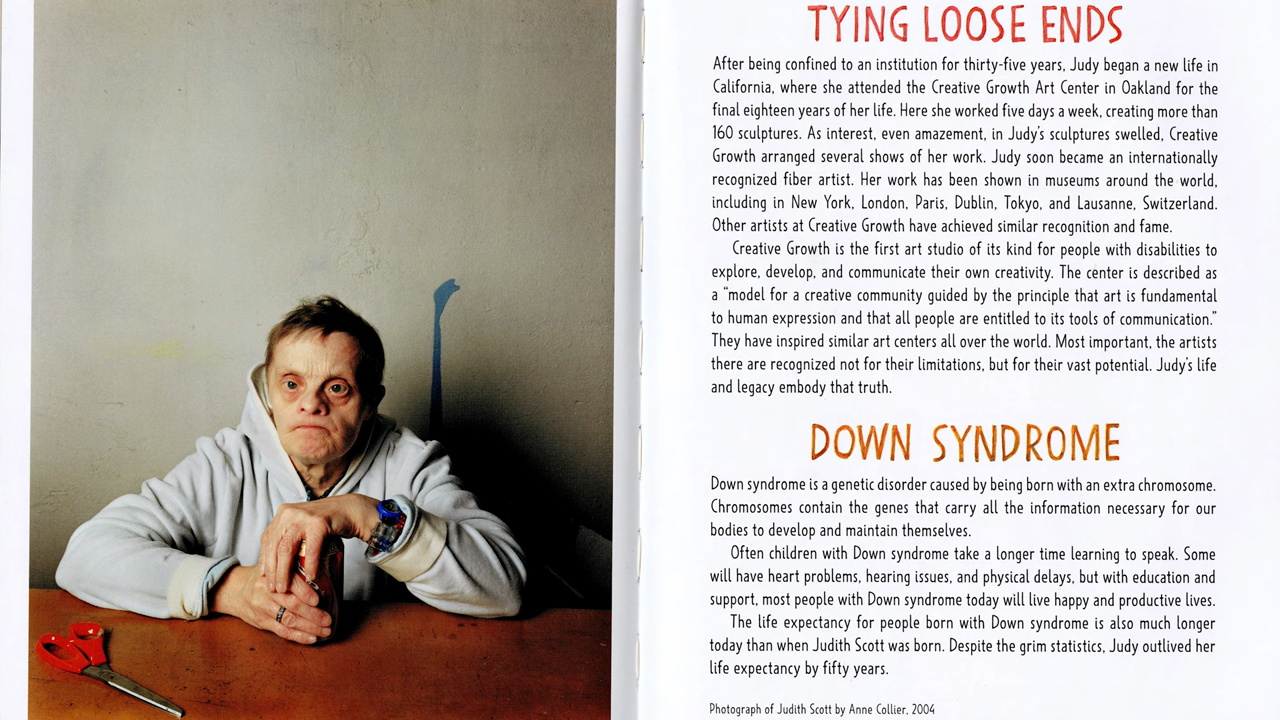 TYING LOOSE ENDS
After being confined to an institution for thirty-five years, Judy began a new life in
California, where she attended the Creative Growth Art Center in Oakland for the
final eighteen years of her life. Here she worked five days a week, creating more than
160 sculptures. As interest, even amazement, in Judy's sculptures swelled, Creative
Growth arranged several shows of her work. Judy soon became an internationally
recognized fiber artist. Her work has been shown in museums around the world,
including in New York, London, Paris, Dublin, Tokyo, and Lausanne, Switzerland.
Other artists at Creative Growth have achieved similar recognition and fame.
Creative Growth is the first art studio of its kind for people with disabilities to
explore, develop, and communicate their own creativity. The center is described as
a “model for a creative community guided by the principle that art is fundamental
to human expression and that all people are entitled to its tools of communication.”
They have inspired similar art centers all over the world. Most important, the artists
there are recognized not for their limitations, but for their vast potential. Judy's life
and legacy embody that truth.
DOWN SYNDROME
Down syndrome is a genetic disorder caused by being born with an extra chromosome.
Chromosomes contain the genes that carry all the information necessary for our
bodies to develop and maintain themselves.
Often children with Down syndrome take a longer time learning to speak. Some
will have heart problems, hearing issues, and physical delays, but with education and
support, most people with Down syndrome today will live happy and productive lives.
The life expectancy for people born with Down syndrome is also much longer
today than when Judith Scott was born. Despite the grim statistics, Judy outlived her
life expectancy by fifty years.
Photograph of Judith Scott by Anne Collier, 2004